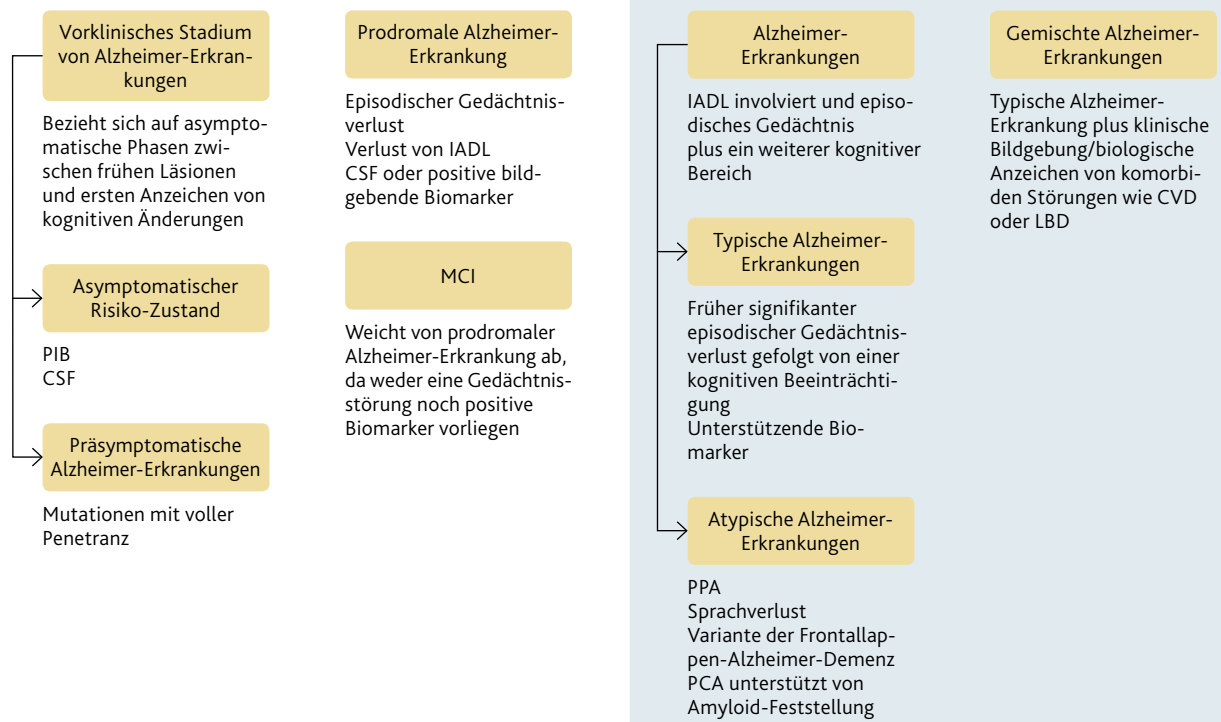 Vorklinisches Stadium
von Alzheimer-Erkran-
kungen
Bezieht sich auf asympto-
matische Phasen zwi-
schen frühen Läsionen
und ersten Anzeichen von
kognitiven Änderungen
Asymptomatischer
Risiko-Zustand
PIB
CSF
Präsymptomatische
Alzheimer-Erkrankungen
Mutationen mit voller
Penetranz
Prodromale Alzheimer-
Erkrankung
Episodischer Gedächtnis-
verlust
Verlust von IADL
CSF oder positive bild-
gebende Biomarker
MCI
Weicht von prodromaler
Alzheimer-Erkrankung ab,
da weder eine Gedächtnis-
störung noch positive
Biomarker vorliegen
Alzheimer-
Erkrankungen
IADL involviert und episo-
disches Gedächtnis
plus ein weiterer kognitiver
Bereich
Typische Alzheimer-
Erkrankungen
Früher signifikanter
episodischer Gedächtnis-
verlust gefolgt von einer
kognitiven Beeinträchti-
gung
Unterstützende Bio-
marker
Atypische Alzheimer-
Erkrankungen
PPA
Sprachverlust
Variante der Frontallap-
pen-Alzheimer-Demenz
PCA unterstützt von
Amyloid-Feststellung
Gemischte Alzheimer-
Erkrankungen
Typische Alzheimer-
Erkrankung plus klinische
Bildgebung/biologische
Anzeichen von komorbi-
den Störungen wie CVD
oder LBD